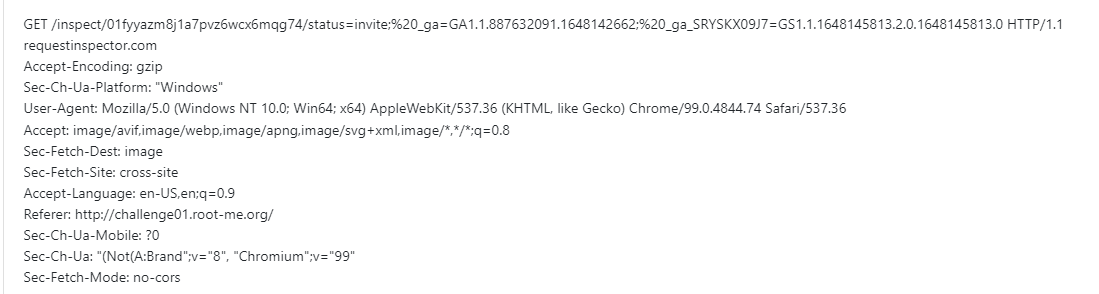 GET /inspect/01fyyazm8j1a7pvz6wcx6mqg74/status=invite;%20_ga=GA1.1.887632091.1648142662;%20_ga_SRYSKX09J7=GS1.1.1648145813.2.0.1648145813.0 HTTP/1.1
requestinspector.com
Accept-Encoding: gzip
Sec-Ch-Ua-Platform: "Windows"
User-Agent: Mozilla/5.0 (Windows NT 10.0; Win64; x64) AppleWebKit/537.36 (KHTML, like Gecko) Chrome/99.0.4844.74 Safari/537.36
Accept: image/avif,image/webp,image/apng,image/svg+xml,image/*,*/*;q=0.8
Sec-Fetch-Dest: image
Sec-Fetch-Site: cross-site
Accept-Language: en-US,en;q=0.9
Referer: http://challenge01.root-me.org/
Sec-Ch-Ua-Mobile: ?0
Sec-Ch-Ua: "(Not(A:Brand";v="8", "Chromium";v="99"
Sec-Fetch-Mode: no-cors